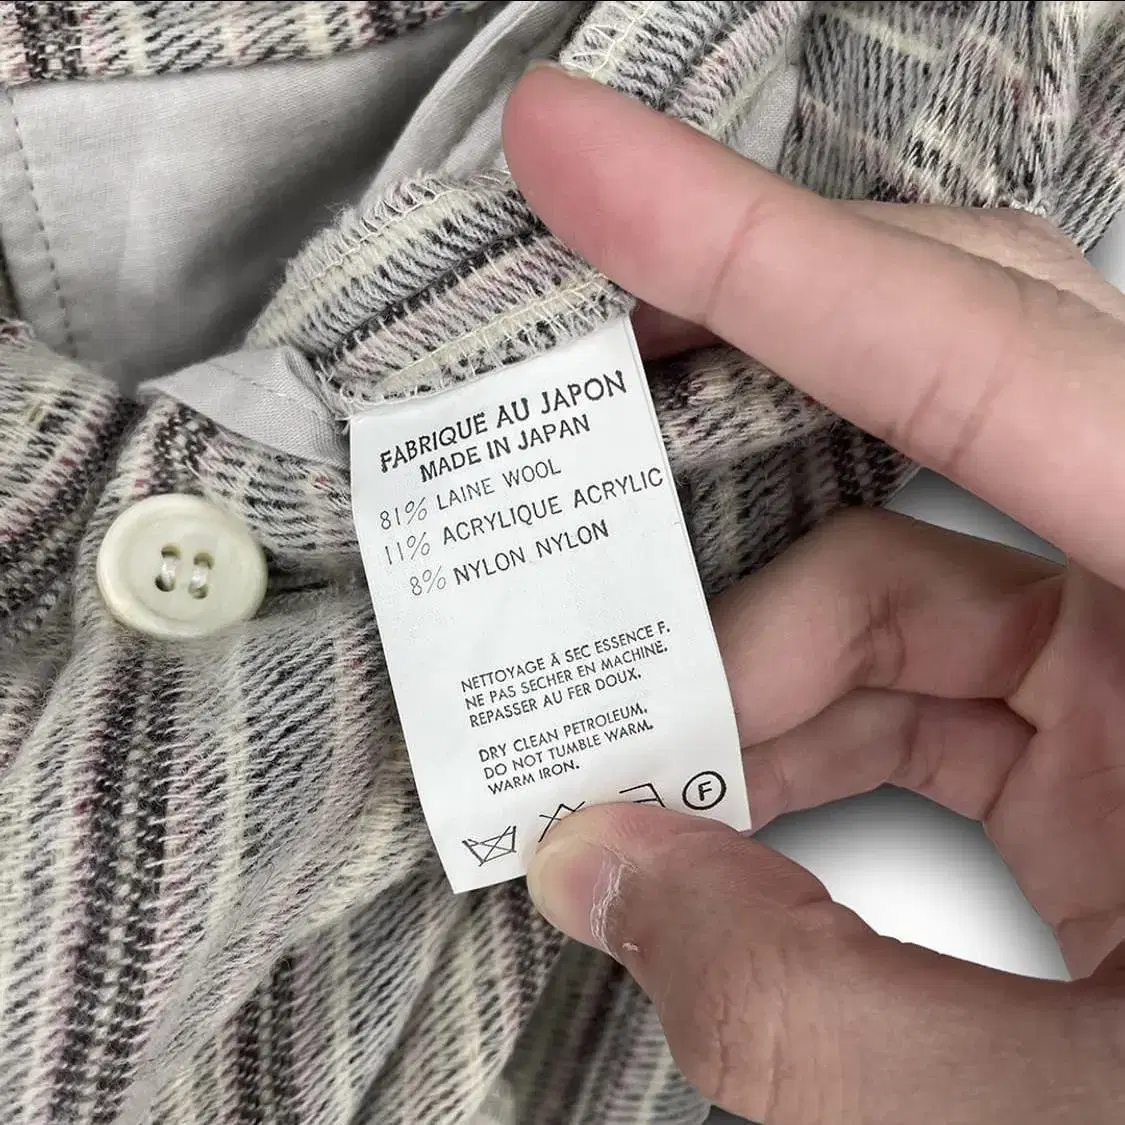 FABRIQUE AU JAPON
MADE IN JAPAN
81% LAINE WOOL
11% ACRYLIQUE ACRYLIC
8% NYLON NYLON
NETTOYAGE À SEC ESSENCE F.
NE PAS SECHER EN MACHINE.
REPASSER AU FER DOUX.
DRY CLEAN PETROLEUM.
DO NOT TUMBLE WARM.
WARM IRON.
F